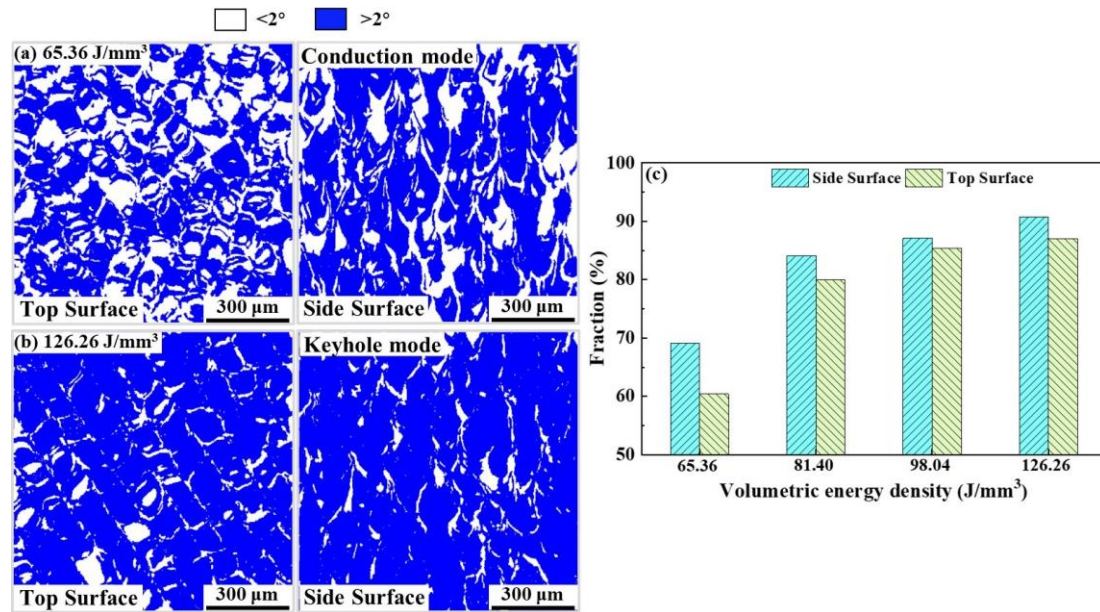 <2° >2°
(a) 65.36 J/mm³
Conduction mode
Top Surface
300 μm
Side Surface
300 μm
(b) 126.26 J/mm³
Keyhole mode
Top Surface
300 μm
Side Surface
300 μm
(c)
Side Surface Top Surface
100
90
80
70
60
50
Fraction (%)
65.36 81.40 98.04 126.26
Volumetric energy density (J/mm³)